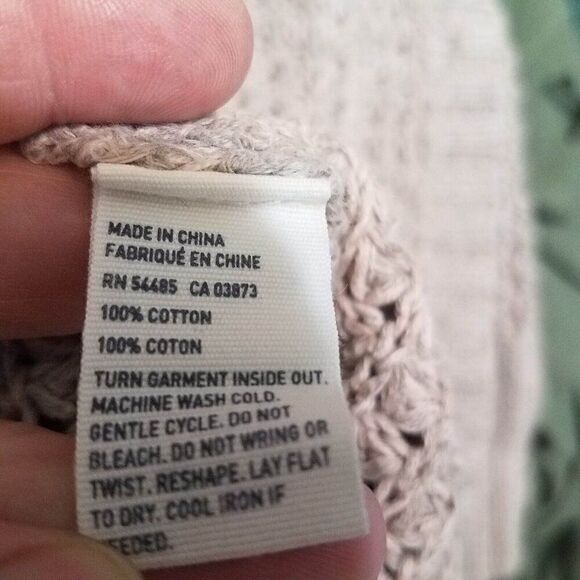 MADE IN CHINA
FABRIQUÉ EN CHINE
RN 54485 CA 03873
100% COTTON
100% COTON
TURN GARMENT INSIDE OUT.
MACHINE WASH COLD.
GENTLE CYCLE. DO NOT
BLEACH. DO NOT WRING OR
TWIST. RESHAPE. LAY FLAT
TO DRY. COOL IRON IF
NEEDED.